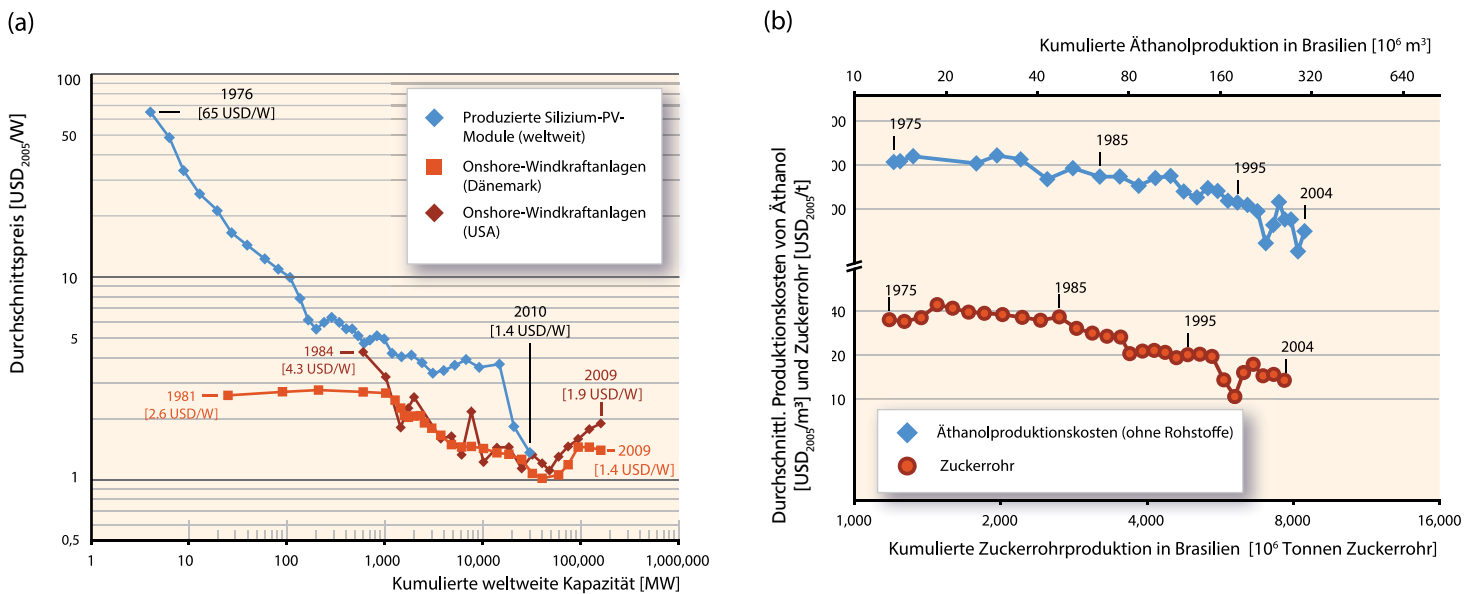 (a)
Durchschnittspreis [USD2005/W]
100
50
10
5
1
0,5
1976
[65 USD/W]
Produzierte Silizium-PV-
Module (weltweit)
Onshore-Windkraftanlagen
(Dänemark)
Onshore-Windkraftanlagen
(USA)
2010
[1.4 USD/W]
1984
[4.3 USD/W]
1981
[2.6 USD/W]
2009
[1.9 USD/W]
2009
[1.4 USD/W]
1 10 100 1,000 10,000 100,000 1,000,000
Kumulierte weltweite Kapazität [MW]
(b)
Kumulierte Äthanolproduktion in Brasilien [10⁶ m³]
10 20 40 80 160 320 640
Durchschnittl. Produktionskosten von Äthanol
[USD2005/m³] und Zuckerrohr [USD2005/t]
00
00
00
40
20
10
1975
1985
1995
2004
1975
1985
1995
2004
Äthanolproduktionskosten (ohne Rohstoffe)
Zuckerrohr
1,000 2,000 4,000 8,000 16,000
Kumulierte Zuckerrohrproduktion in Brasilien [10⁶ Tonnen Zuckerrohr]